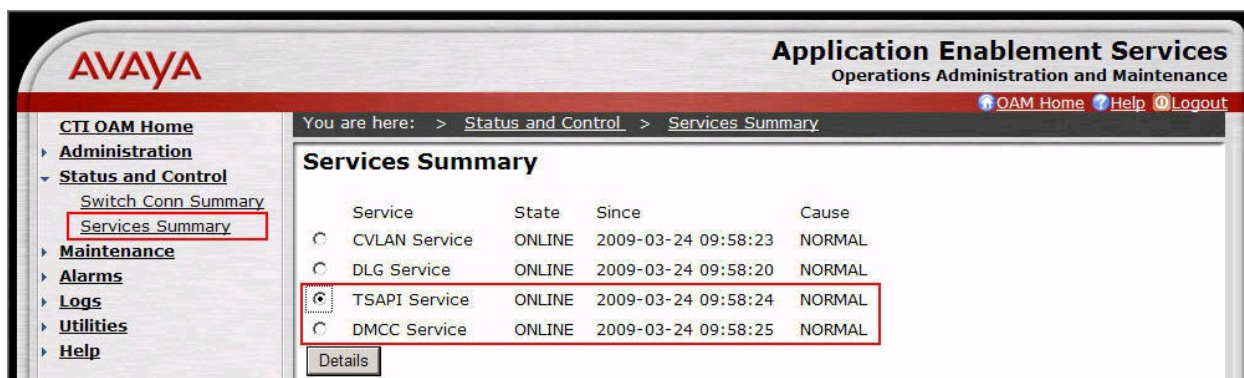 AVAYA
Application Enablement Services
Operations Administration and Maintenance
OAM Home Help Logout
CTI OAM Home
Administration
Status and Control
Switch Conn Summary
Services Summary
Maintenance
Alarms
Logs
Utilities
Help
You are here: > Status and Control > Services Summary
Services Summary
Service State Since Cause
CVLAN Service ONLINE 2009-03-24 09:58:23 NORMAL
DLG Service ONLINE 2009-03-24 09:58:20 NORMAL
TSAPI Service ONLINE 2009-03-24 09:58:24 NORMAL
DMCC Service ONLINE 2009-03-24 09:58:25 NORMAL
Details